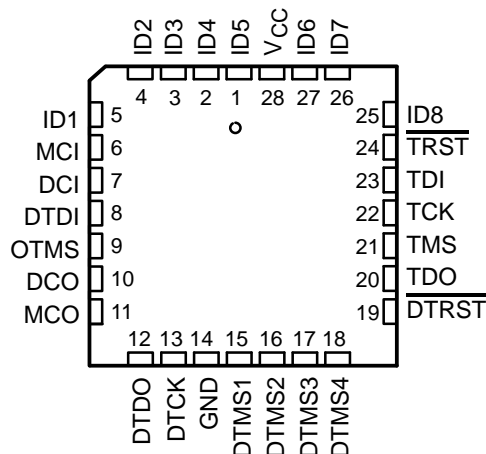 ID2
ID3
ID4
ID5
VCC
ID6
ID7
4 3 2 1 28 27 26
ID1 5
MCI 6
DCI 7
DTDI 8
OTMS 9
DCO 10
MCO 11
25 ID8
24 TRST
23 TDI
22 TCK
21 TMS
20 TDO
19 DTRST
12 13 14 15 16 17 18
DTDO
DTCK
GND
DTMS1
DTMS2
DTMS3
DTMS4